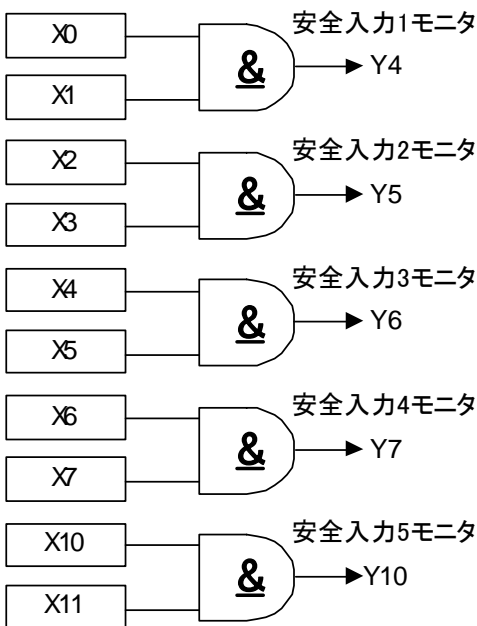 X0
安全入力1モニタ
&
Y4
X1
X2
安全入力2モニタ
&
Y5
X3
X4
安全入力3モニタ
&
Y6
X5
X6
安全入力4モニタ
&
Y7
X7
X10
安全入力5モニタ
&
Y10
X11